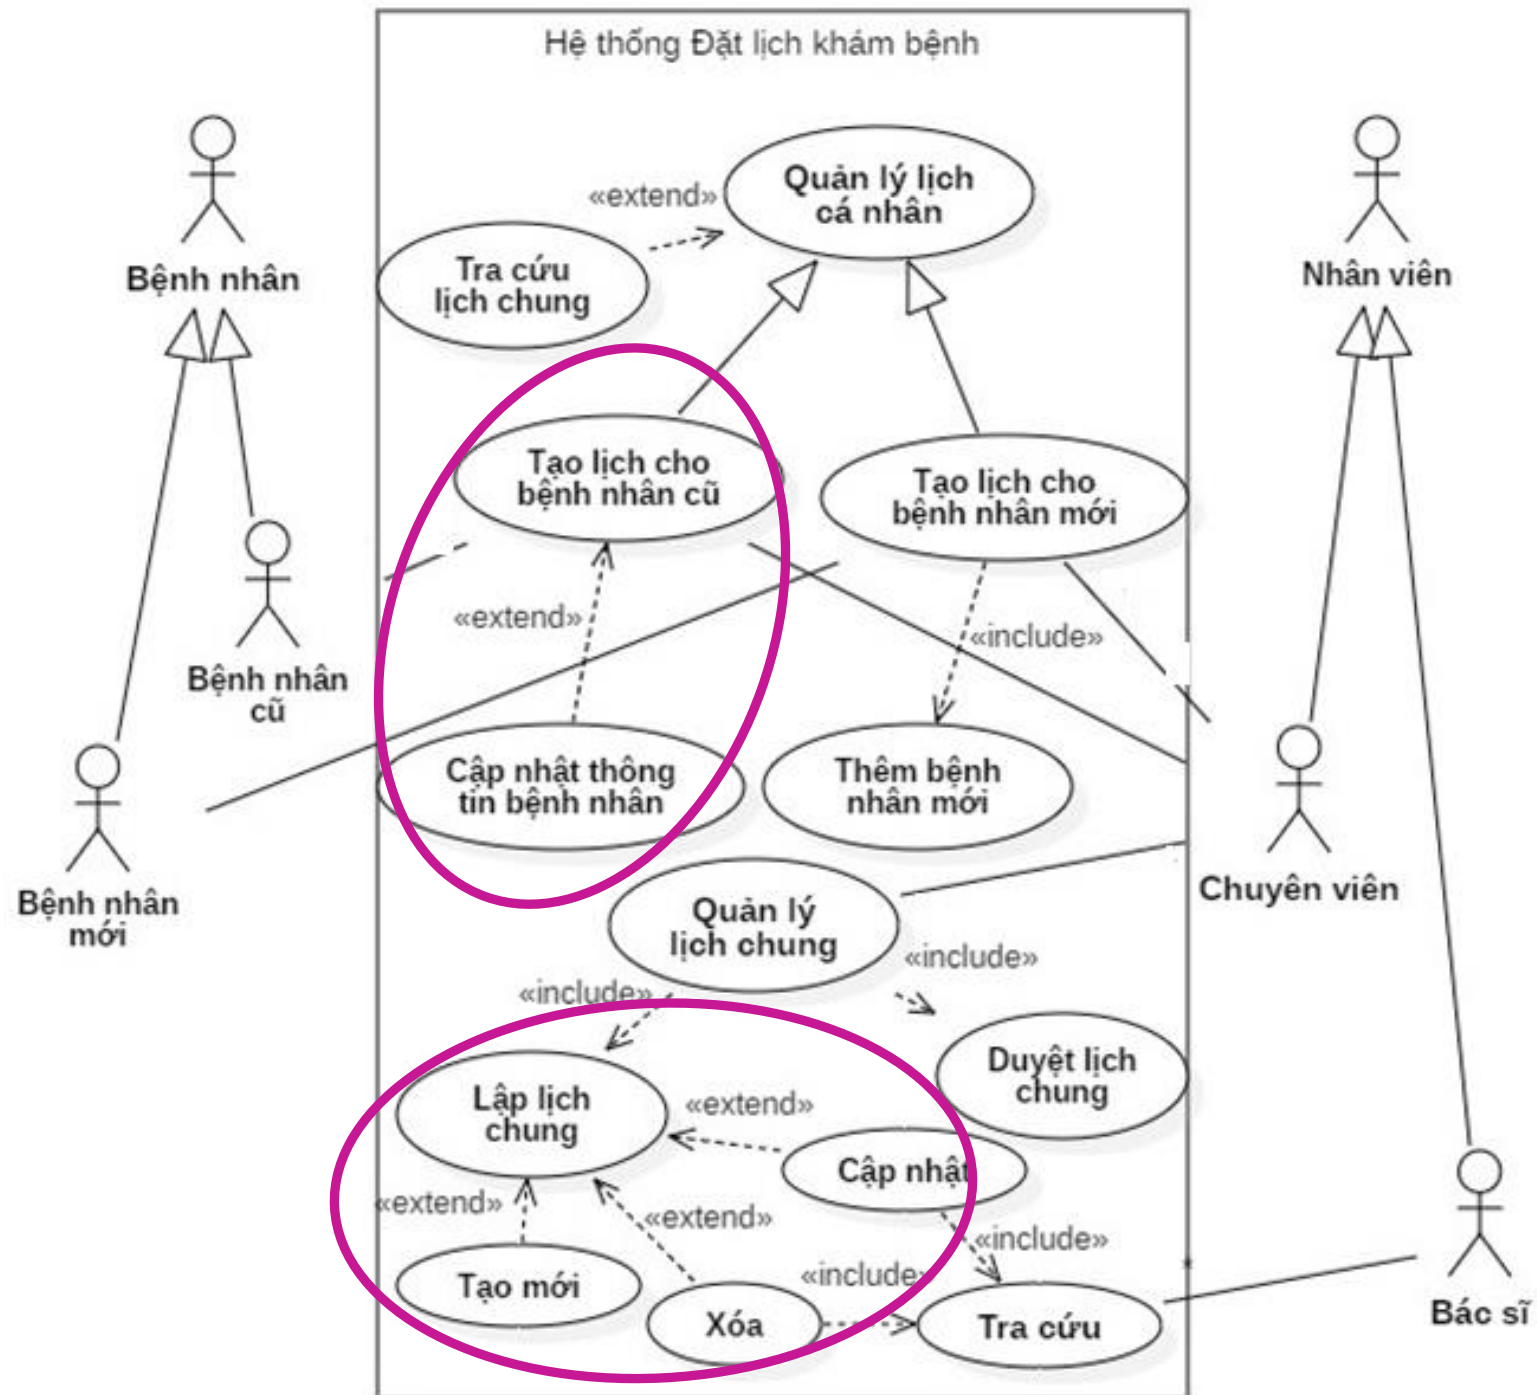 Hệ thống Đặt lịch khám bệnh
Quản lý lịch
cá nhân
«extend»
Tra cứu
lịch chung
Bệnh nhân
Nhân viên
Tạo lịch cho
bệnh nhân cũ
Tạo lịch cho
bệnh nhân mới
«extend»
«include»
Bệnh nhân
cũ
Cập nhật thông
tin bệnh nhân
Thêm bệnh
nhân mới
Bệnh nhân
mới
Chuyên viên
Quản lý
lịch chung
«include»
«include»
Lập lịch
chung
«extend»
Duyệt lịch
chung
Cập nhật
«extend»
«extend»
«include»
«include»
Tạo mới
Xóa
Tra cứu
Bác sĩ